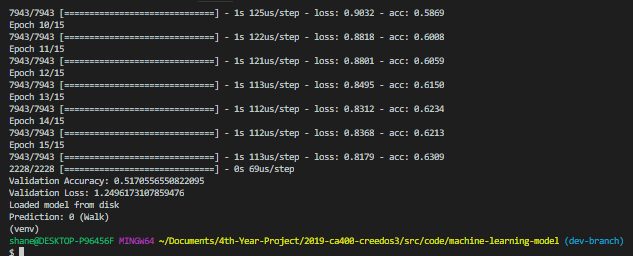 7943/7943 [==============================] - 1s 125us/step - loss: 0.9032 - acc: 0.5869
Epoch 10/15
7943/7943 [==============================] - 1s 122us/step - loss: 0.8818 - acc: 0.6008
Epoch 11/15
7943/7943 [==============================] - 1s 121us/step - loss: 0.8801 - acc: 0.6059
Epoch 12/15
7943/7943 [==============================] - 1s 113us/step - loss: 0.8495 - acc: 0.6150
Epoch 13/15
7943/7943 [==============================] - 1s 112us/step - loss: 0.8312 - acc: 0.6234
Epoch 14/15
7943/7943 [==============================] - 1s 112us/step - loss: 0.8368 - acc: 0.6213
Epoch 15/15
7943/7943 [==============================] - 1s 113us/step - loss: 0.8179 - acc: 0.6309
2228/2228 [==============================] - 0s 69us/step
Validation Accuracy: 0.5170556550822095
Validation Loss: 1.2496173107859476
Loaded model from disk
Prediction: 0 (Walk)
(venv)
shane@DESKTOP-P96456F MINGW64 ~/Documents/4th-Year-Project/2019-ca400-creedos3/src/code/machine-learning-model (dev-branch)
$